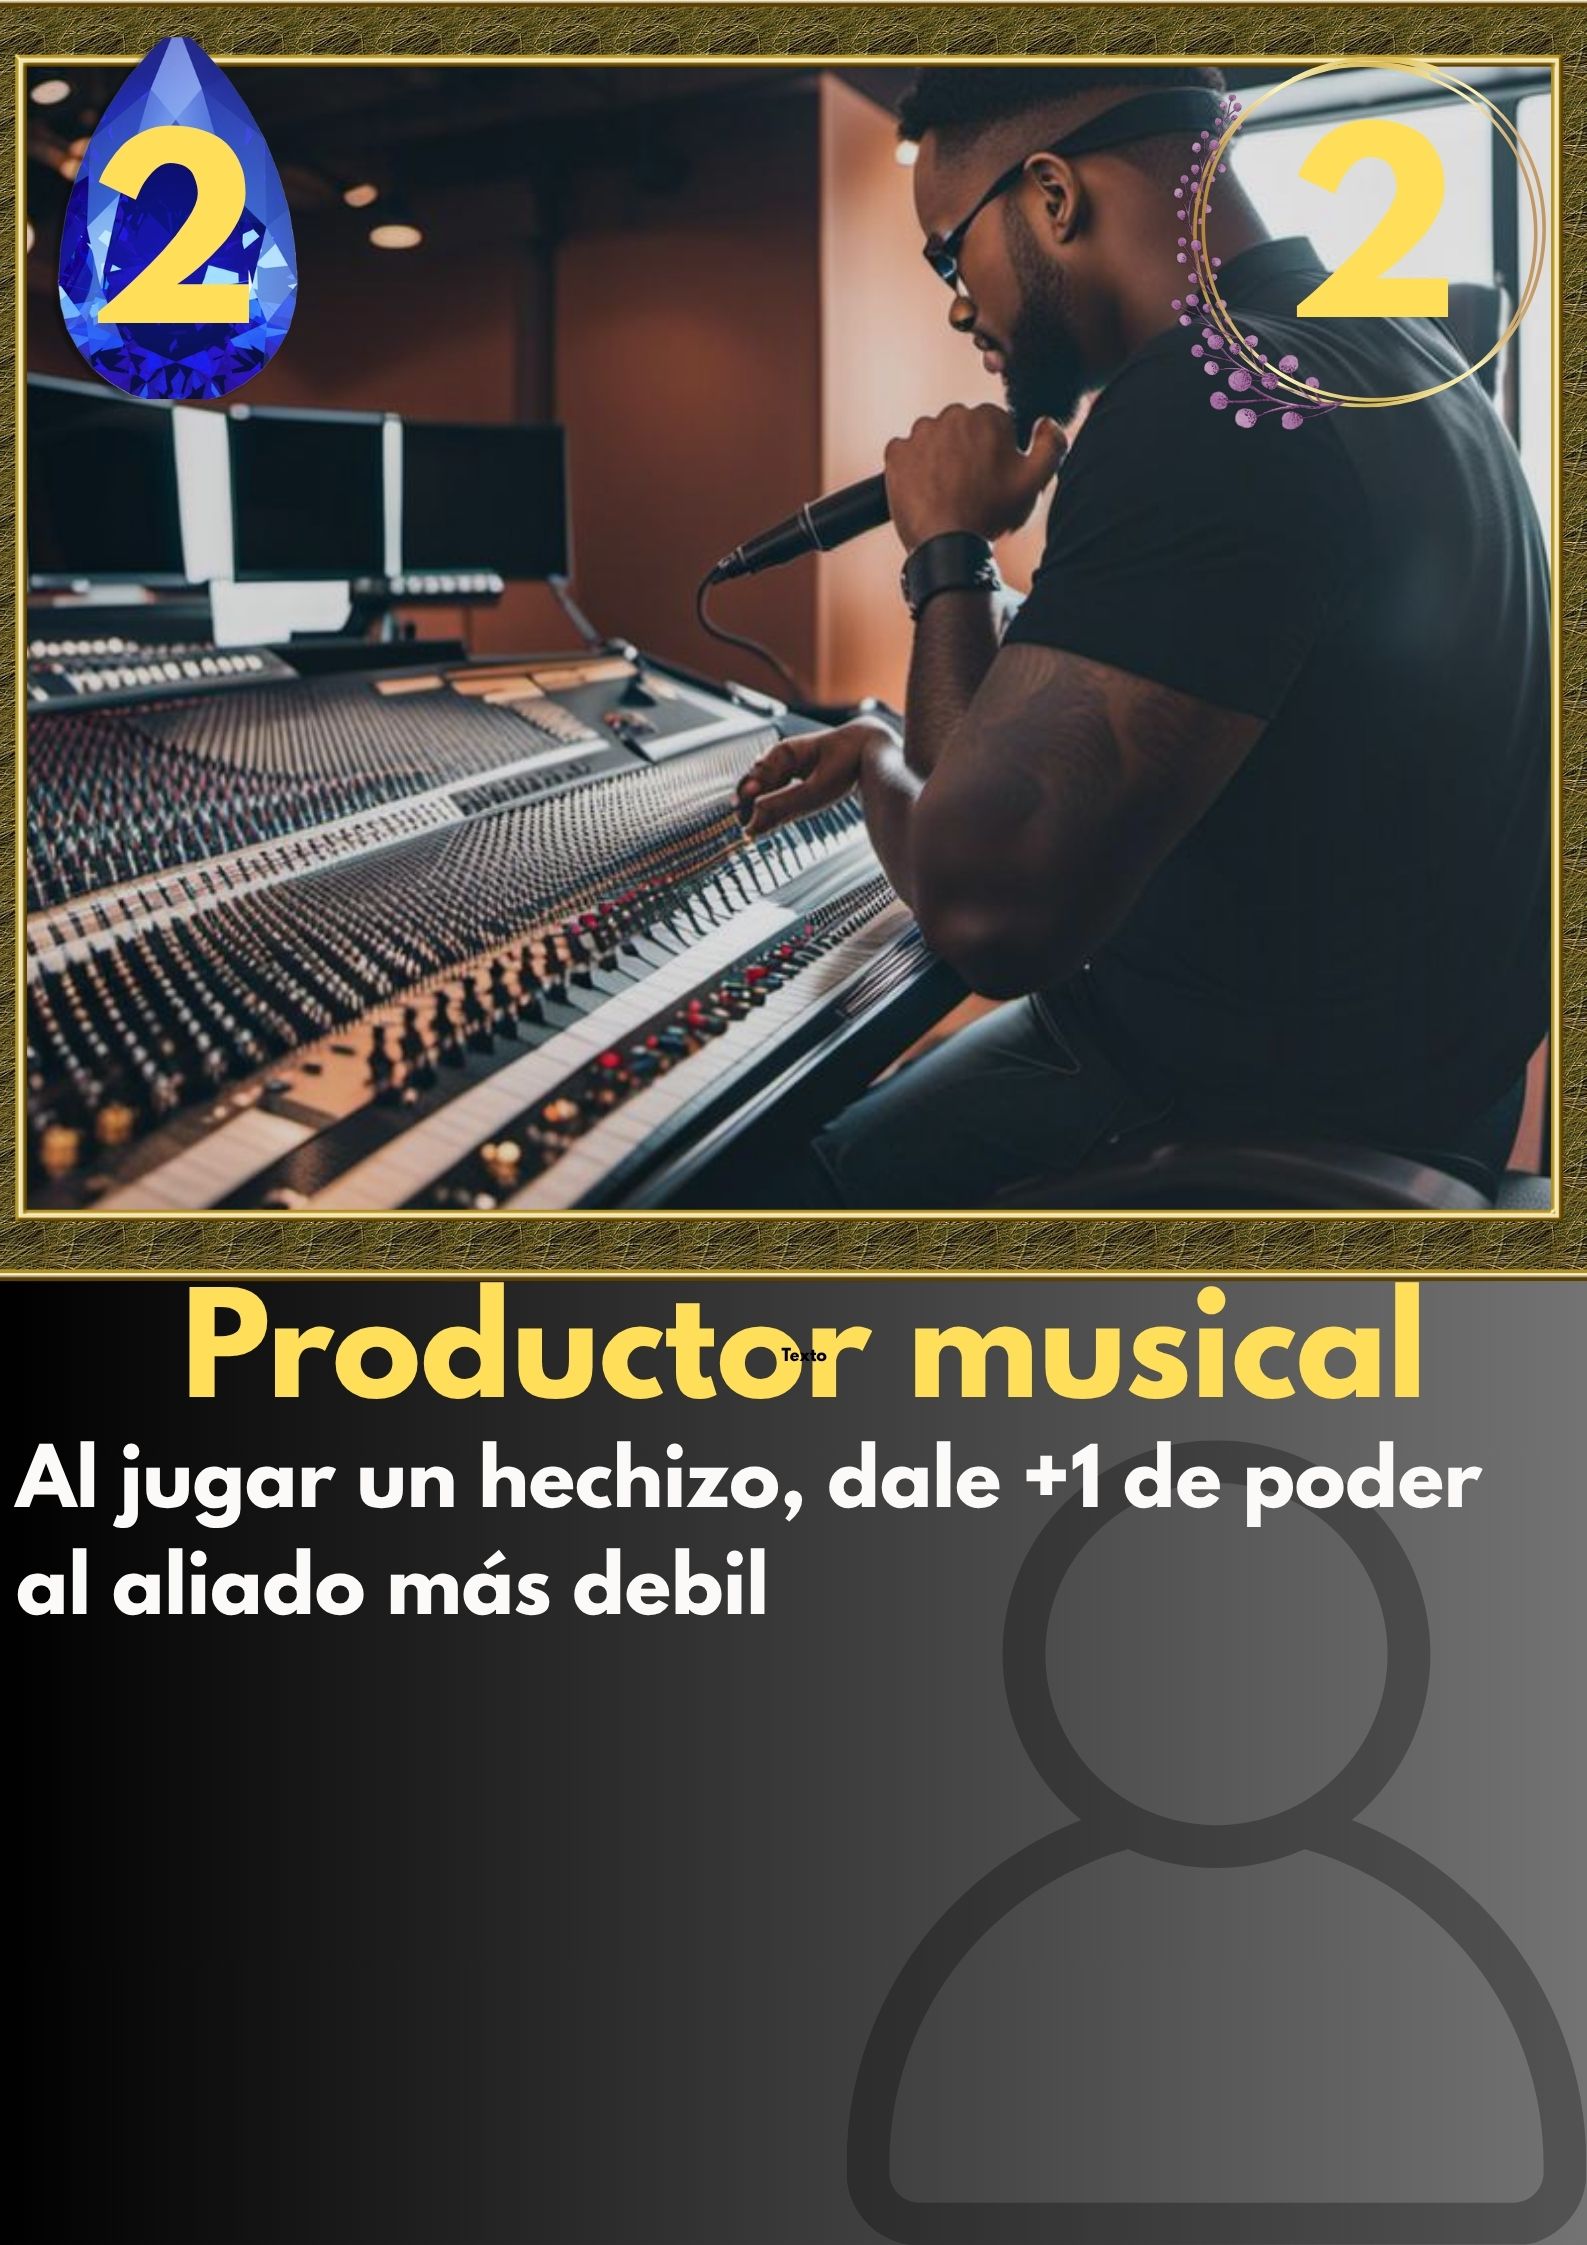 2
2
Productor musical
Texto
Al jugar un hechizo, dale +1 de poder
al aliado más debil